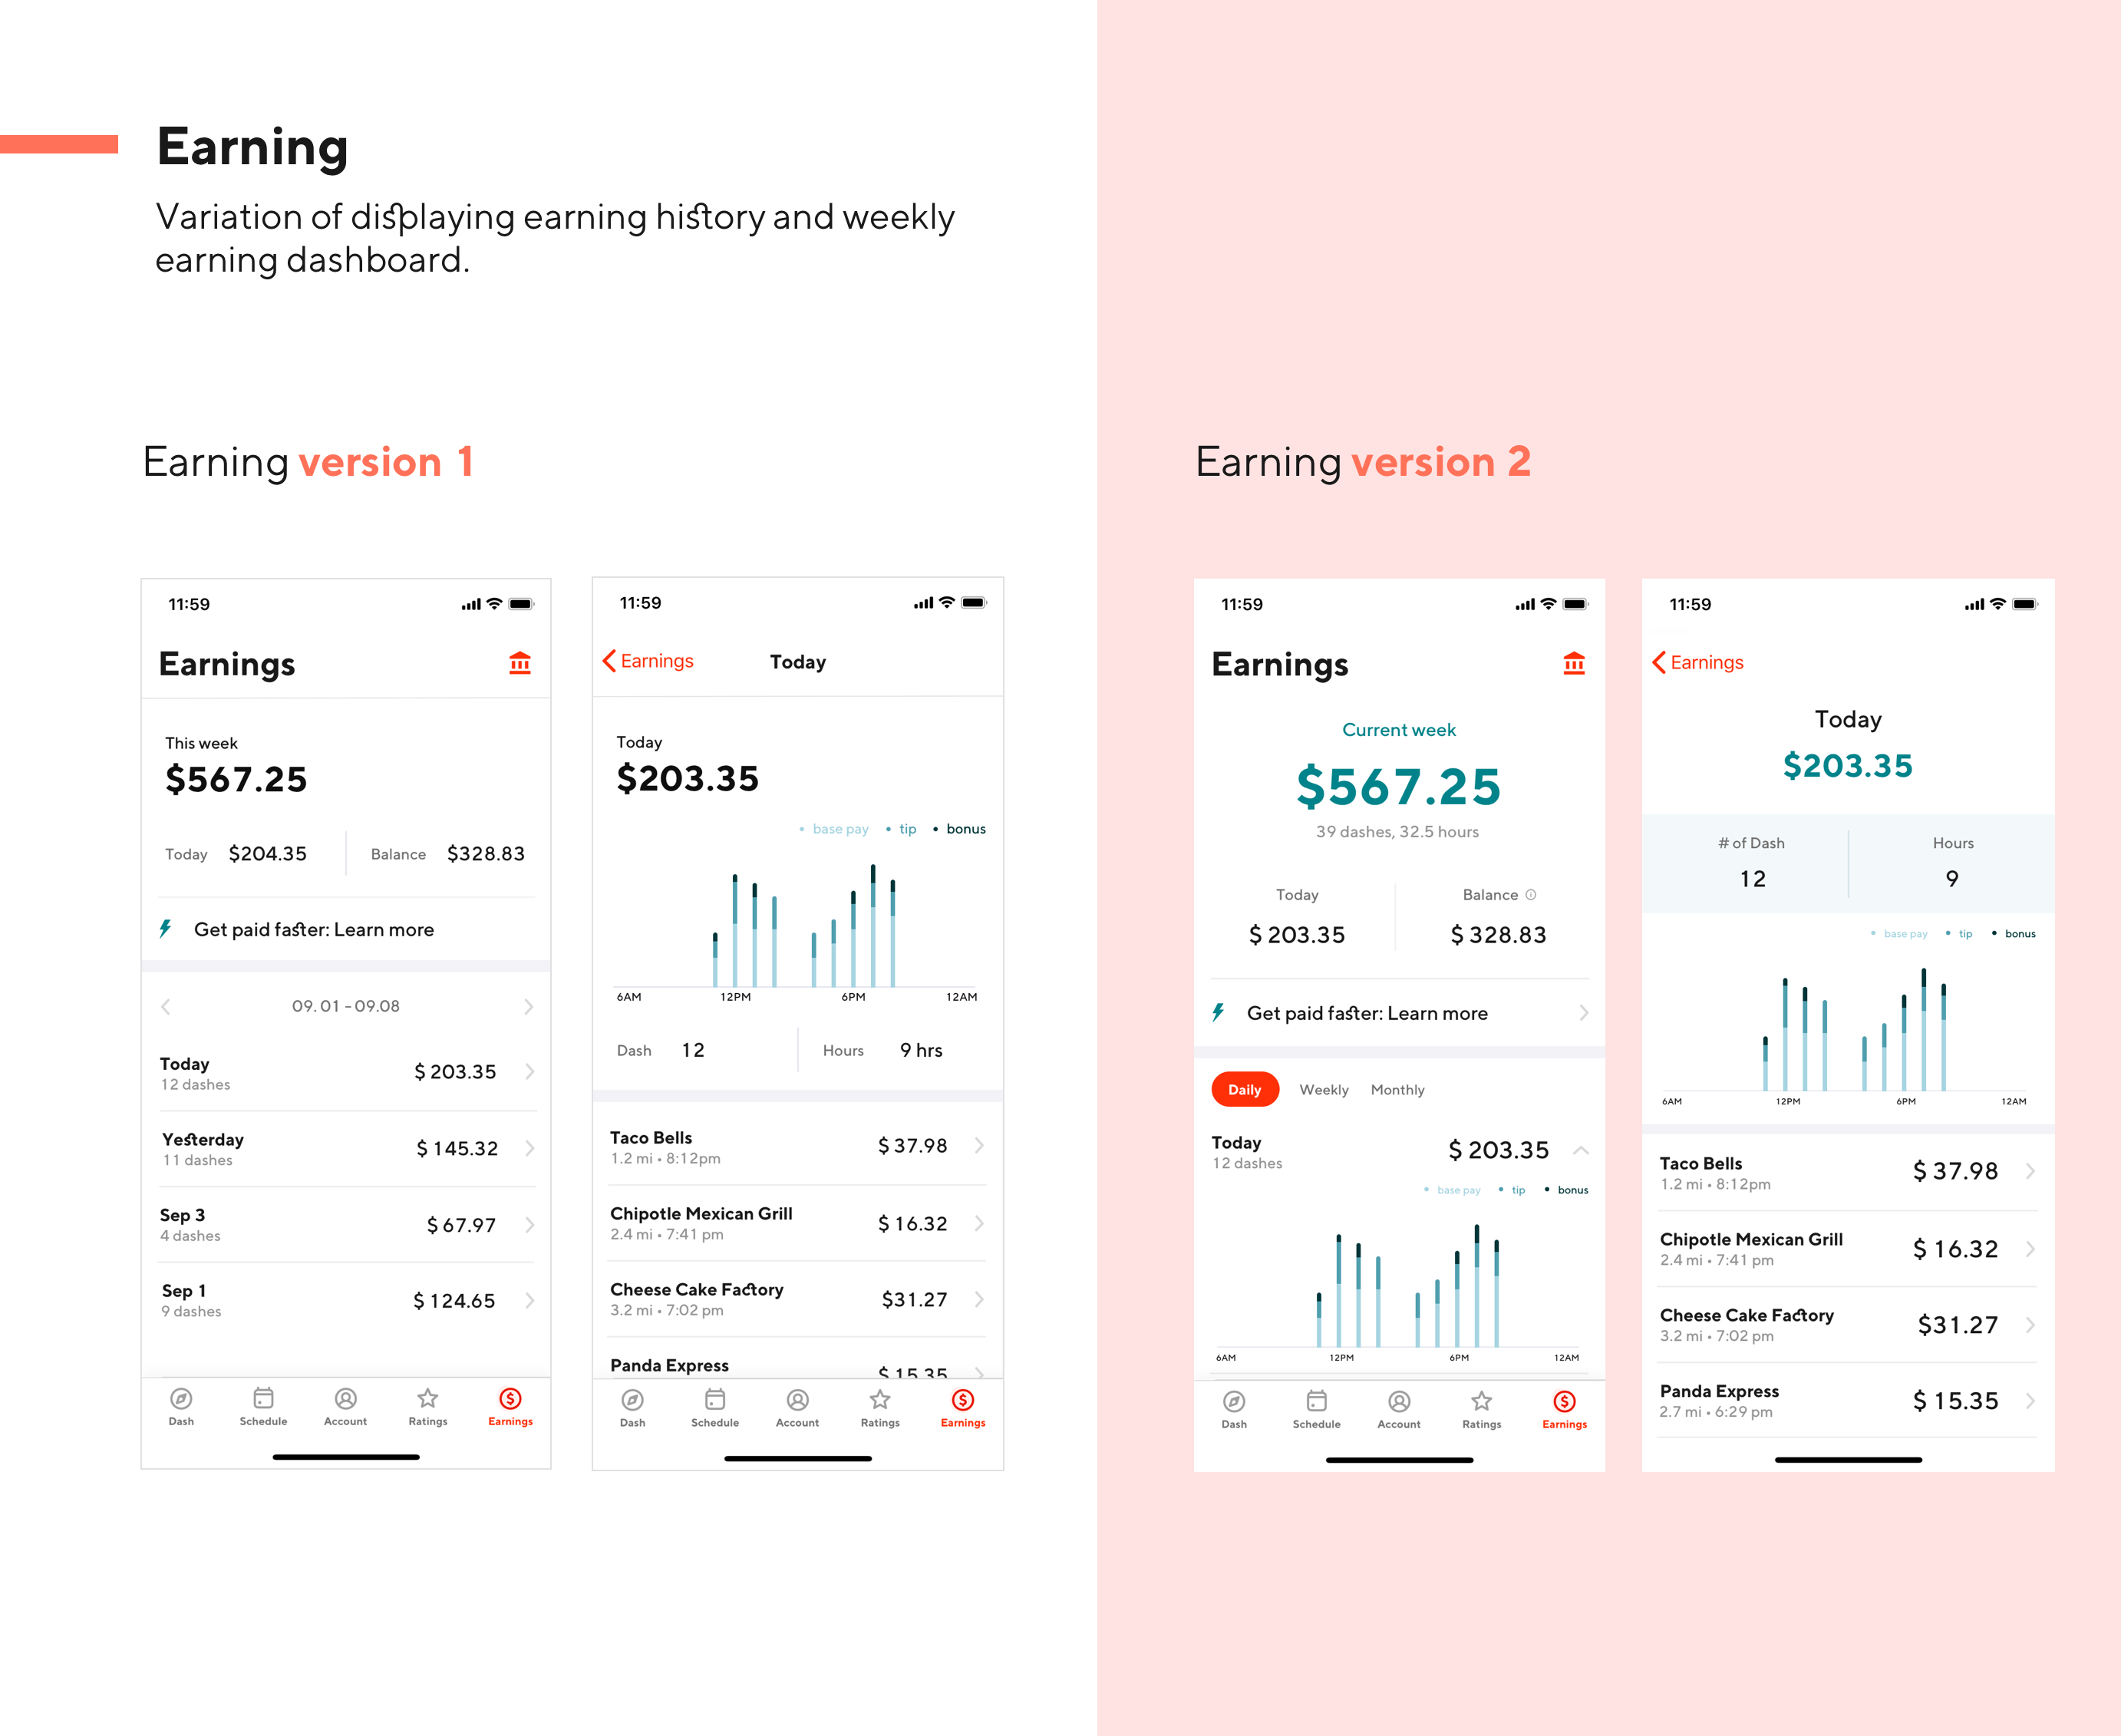 Earning
Variation of displaying earning history and weekly
earning dashboard.
Earning version 1
11:59
Earnings
This week
$567.25
Today $204.35 Balance $328.83
Get paid faster: Learn more
09.01 - 09.08
Today
12 dashes
$ 203.35
Yesterday
11 dashes
$ 145.32
Sep 3
4 dashes
$ 67.97
Sep 1
9 dashes
$ 124.65
Dash Schedule Account Ratings Earnings
11:59
Earnings Today
Today
$203.35
• base pay • tip • bonus
6AM 12PM 6PM 12AM
Dash 12 Hours 9 hrs
Taco Bells
1.2 mi • 8:12pm
$ 37.98
Chipotle Mexican Grill
2.4 mi • 7:41 pm
$ 16.32
Cheese Cake Factory
3.2 mi • 7:02 pm
$31.27
Panda Express
$ 15.35
Dash Schedule Account Ratings Earnings
Earning version 2
11:59
Earnings
Current week
$567.25
39 dashes, 32.5 hours
Today Balance
$ 203.35 $ 328.83
Get paid faster: Learn more
Daily Weekly Monthly
Today
12 dashes
$ 203.35
• base pay • tip • bonus
6AM 12PM 6PM 12AM
Dash Schedule Account Ratings Earnings
11:59
Earnings
Today
$203.35
# of Dash Hours
12 9
• base pay • tip • bonus
6AM 12PM 6PM 12AM
Taco Bells
1.2 mi • 8:12pm
$ 37.98
Chipotle Mexican Grill
2.4 mi • 7:41 pm
$ 16.32
Cheese Cake Factory
3.2 mi • 7:02 pm
$31.27
Panda Express
2.7 mi • 6:29 pm
$ 15.35